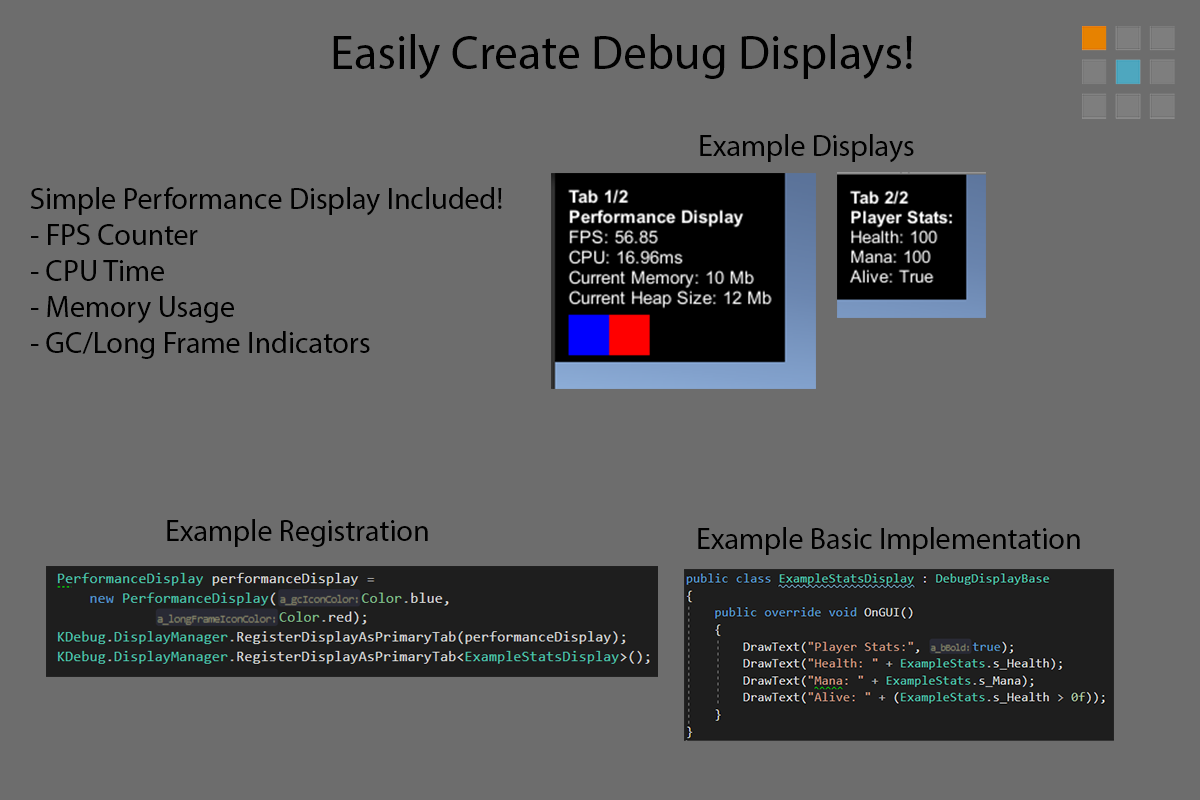 Easily Create Debug Displays!
Simple Performance Display Included!
- FPS Counter
- CPU Time
- Memory Usage
- GC/Long Frame Indicators
Example Displays
Tab 1/2
Performance Display
FPS: 56.85
CPU: 16.96ms
Current Memory: 10 Mb
Current Heap Size: 12 Mb
Tab 2/2
Player Stats:
Health: 100
Mana: 100
Alive: True
Example Registration
PerformanceDisplay performanceDisplay =
new PerformanceDisplay( a_gcIconColor: Color.blue,
a_longFrameIconColor: Color.red);
KDebug.DisplayManager.RegisterDisplayAsPrimaryTab(performanceDisplay);
KDebug.DisplayManager.RegisterDisplayAsPrimaryTab<ExampleStatsDisplay>();
Example Basic Implementation
public class ExampleStatsDisplay : DebugDisplayBase
{
public override void OnGUI()
{
DrawText("Player Stats:", a_bBold: true);
DrawText("Health: " + ExampleStats.s_Health);
DrawText("Mana: " + ExampleStats.s_Mana);
DrawText("Alive: " + (ExampleStats.s_Health > 0f));
}
}